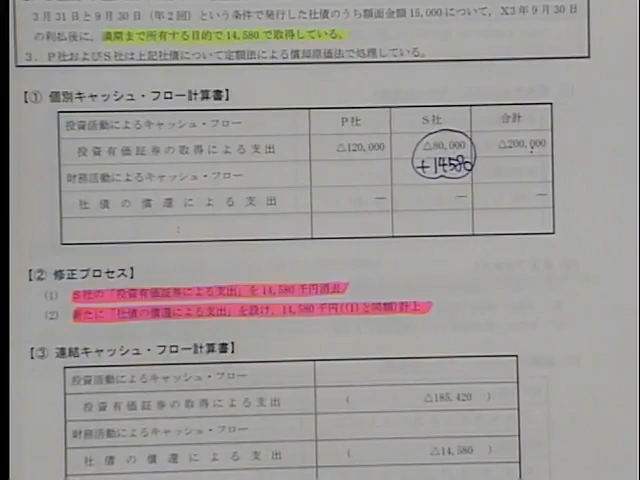 3月31日と9月30日（年2回）という条件で発行した社債のうち額面金額15,000について，X3年9月30日
の利払後に，満期まで所有する目的で14,580で取得している。
3．P社およびS社は上記社債について定額法による償却原価法で処理している。
【① 個別キャッシュ・フロー計算書】
P社 S社 合計
投資活動によるキャッシュ・フロー
投資有価証券の取得による支出 △120,000 △80,000 △200,000
+14580
財務活動によるキャッシュ・フロー
社債の償還による支出 — — —
：
【② 修正プロセス】
(1) S社の「投資有価証券による支出」を14,580千円消去
(2) 新たに「社債の償還による支出」を設け，14,580千円((1)と同額)計上
【③ 連結キャッシュ・フロー計算書】
投資活動によるキャッシュ・フロー
投資有価証券の取得による支出 （ △185,420 ）
財務活動によるキャッシュ・フロー
社債の償還による支出 （ △14,580 ）